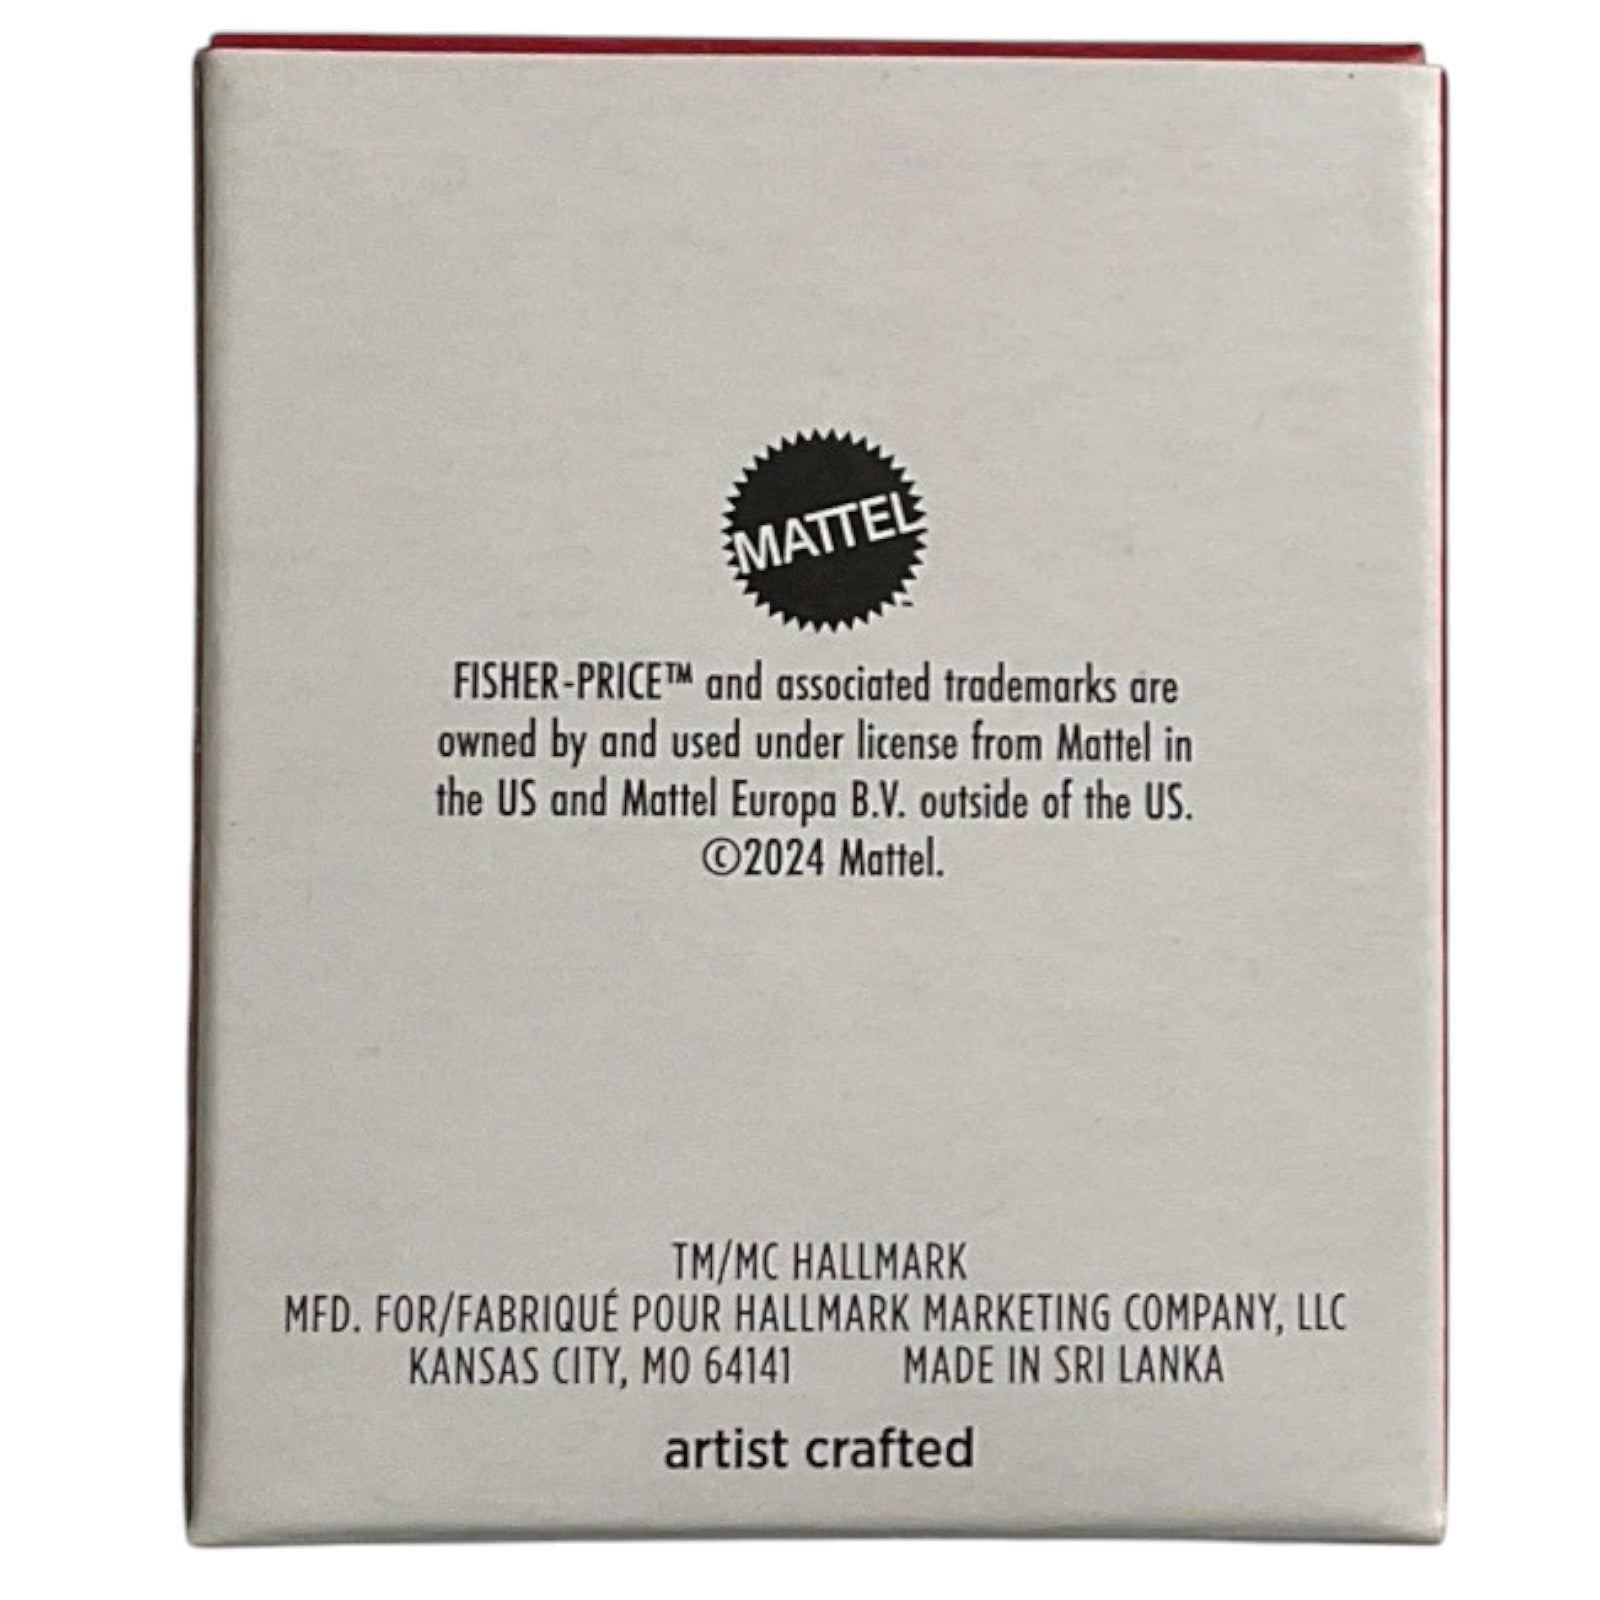 MATTEL
FISHER-PRICE™ and associated trademarks are
owned by and used under license from Mattel in
the US and Mattel Europa B.V. outside of the US.
©2024 Mattel.
TM/MC HALLMARK
MFD. FOR/FABRIQUÉ POUR HALLMARK MARKETING COMPANY, LLC
KANSAS CITY, MO 64141 MADE IN SRI LANKA
artist crafted